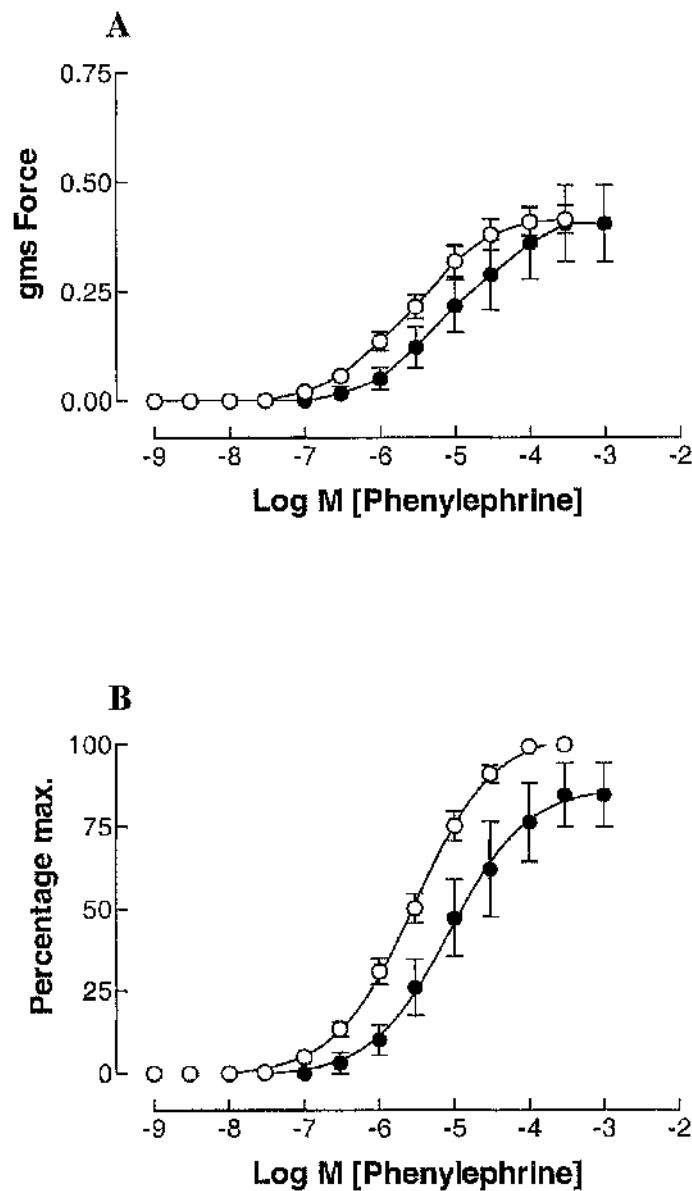 A
0.75
0.50
0.25
0.00
gms Force
-9 -8 -7 -6 -5 -4 -3 -2
Log M [Phenylephrine]
B
100
75
50
25
0
Percentage max.
-9 -8 -7 -6 -5 -4 -3 -2
Log M [Phenylephrine]